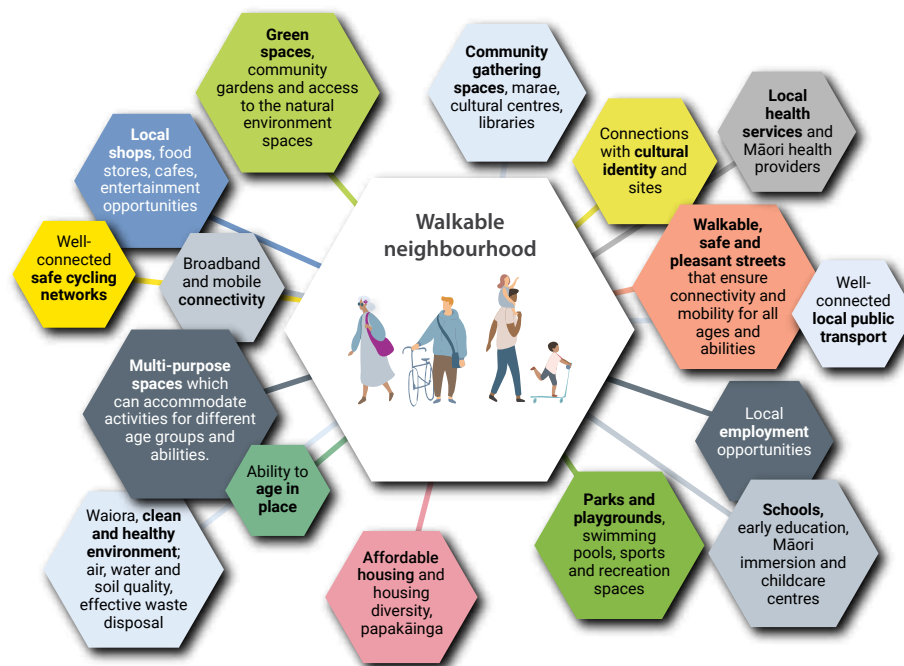 Green
spaces,
community
gardens and access
to the natural
environment
spaces
Community
gathering
spaces, marae,
cultural centres,
libraries
Local
health
services and
Māori health
providers
Connections
with cultural
identity and
sites
Local
shops, food
stores, cafes,
entertainment
opportunities
Walkable
neighbourhood
Walkable,
safe and
pleasant streets
that ensure
connectivity and
mobility for all
ages and
abilities
Well-
connected
safe cycling
networks
Broadband
and mobile
connectivity
Well-
connected
local public
transport
Multi-purpose
spaces which
can accommodate
activities for different
age groups and
abilities.
Local
employment
opportunities
Ability to
age in
place
Waiora, clean
and healthy
environment;
air, water and
soil quality,
effective waste
disposal
Affordable
housing and
housing
diversity,
papakāinga
Parks and
playgrounds,
swimming
pools, sports
and recreation
spaces
Schools,
early education,
Māori
immersion and
childcare
centres